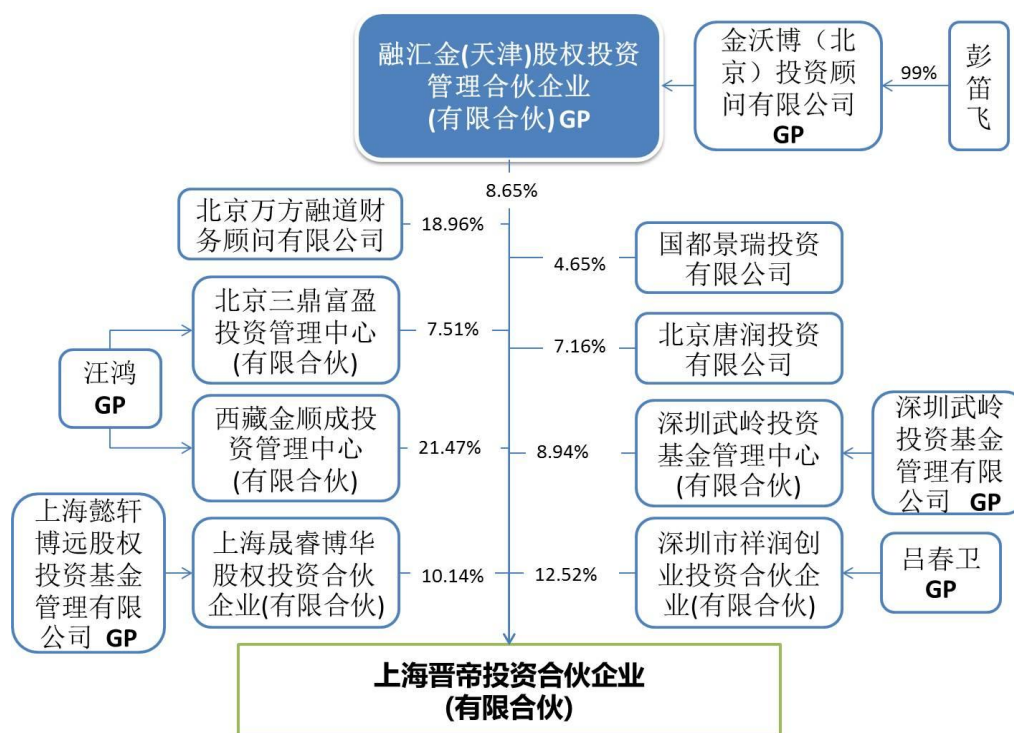 融汇金(天津)股权投资
管理合伙企业
(有限合伙) GP
金沃博（北
京）投资顾
问有限公司
GP
99%
彭
笛
飞
8.65%
北京万方融道财
务顾问有限公司
18.96%
4.65%
国都景瑞投资
有限公司
北京三鼎富盈
投资管理中心
(有限合伙)
7.51%
7.16%
北京唐润投资
有限公司
汪鸿
GP
西藏金顺成投
资管理中心
(有限合伙)
21.47%
8.94%
深圳武岭投资
基金管理中心
(有限合伙)
深圳武岭
投资基金
管理有限
公司 GP
上海懿轩
博远股权
投资基金
管理有限
公司 GP
上海晟睿博华
股权投资合伙
企业(有限合伙)
10.14%
12.52%
深圳市祥润创
业投资合伙企
业(有限合伙)
吕春卫
GP
上海晋帝投资合伙企业
(有限合伙)